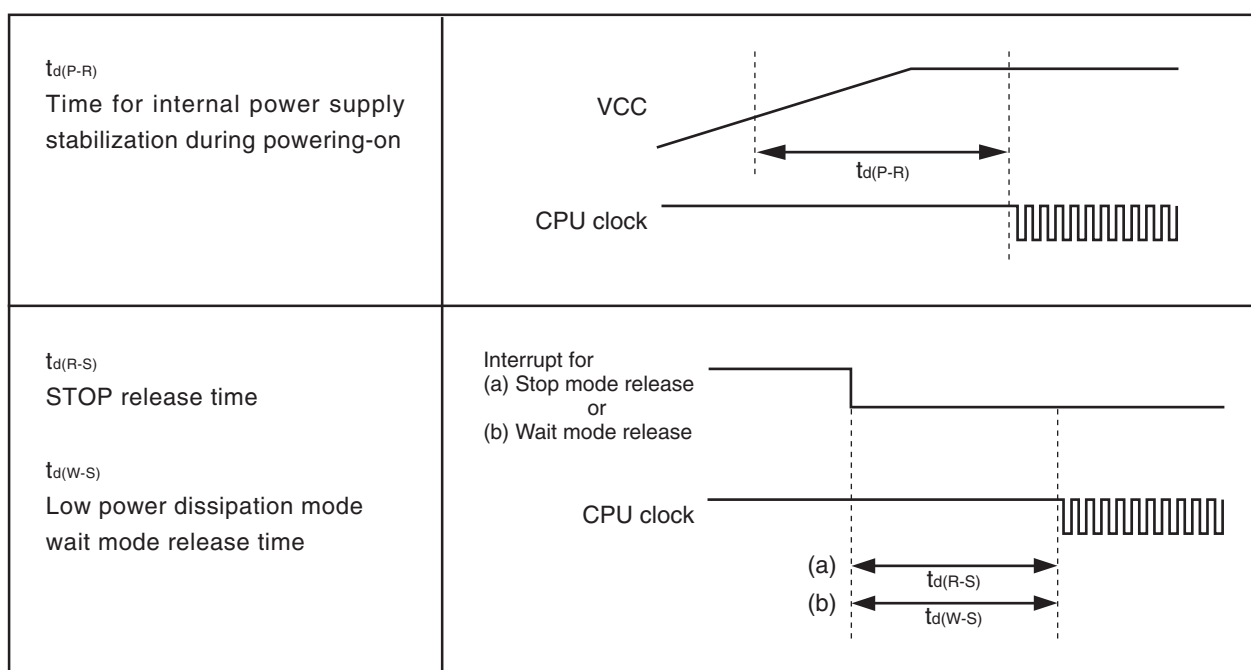 td(P-R)
Time for internal power supply
stabilization during powering-on
VCC
td(P-R)
CPU clock
td(R-S)
STOP release time
td(W-S)
Low power dissipation mode
wait mode release time
Interrupt for
(a) Stop mode release
or
(b) Wait mode release
CPU clock
(a)
td(R-S)
(b)
td(W-S)